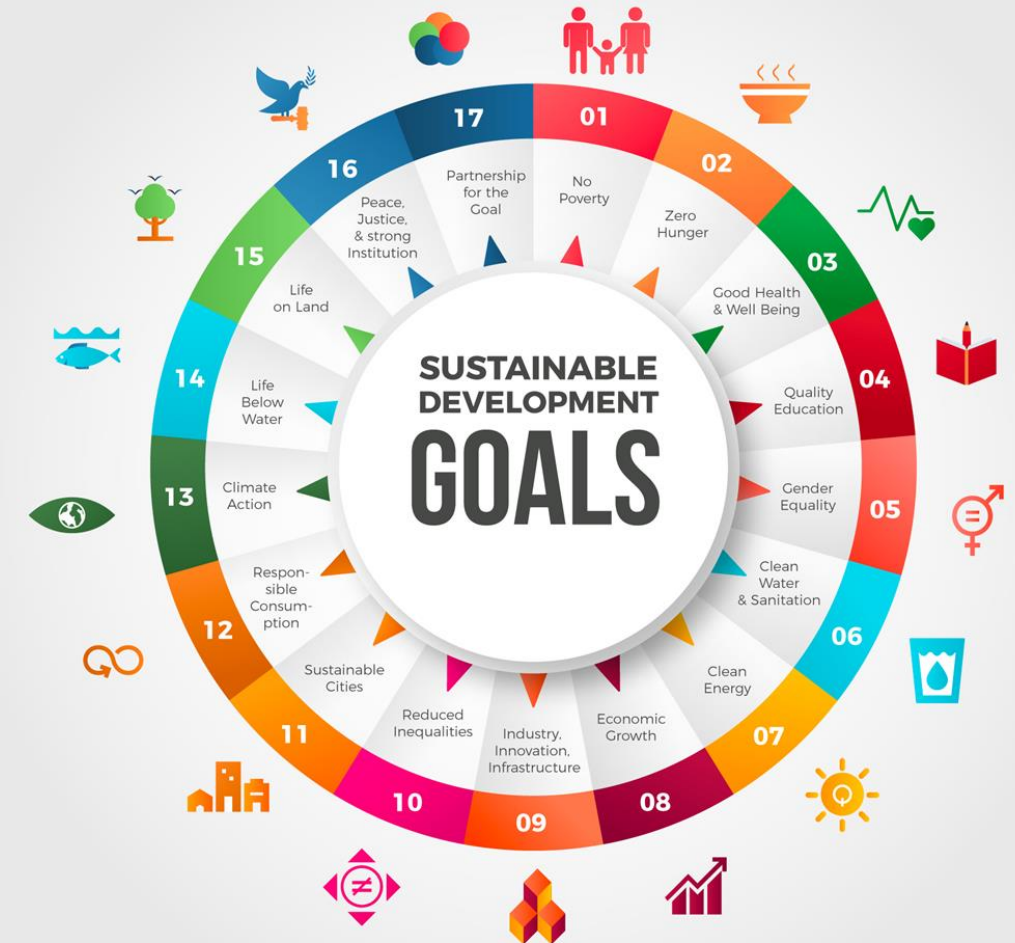 SUSTAINABLE
DEVELOPMENT
GOALS
01
No
Poverty
02
Zero
Hunger
03
Good Health
& Well Being
04
Quality
Education
05
Gender
Equality
06
Clean
Water
& Sanitation
07
Clean
Energy
08
Economic
Growth
09
Industry,
Innovation,
Infrastructure
10
Reduced
Inequalities
11
Sustainable
Cities
12
Respon-
sible
Consum-
ption
13
Climate
Action
14
Life
Below
Water
15
Life
on Land
16
Peace,
Justice,
& strong
Institution
17
Partnership
for the
Goal